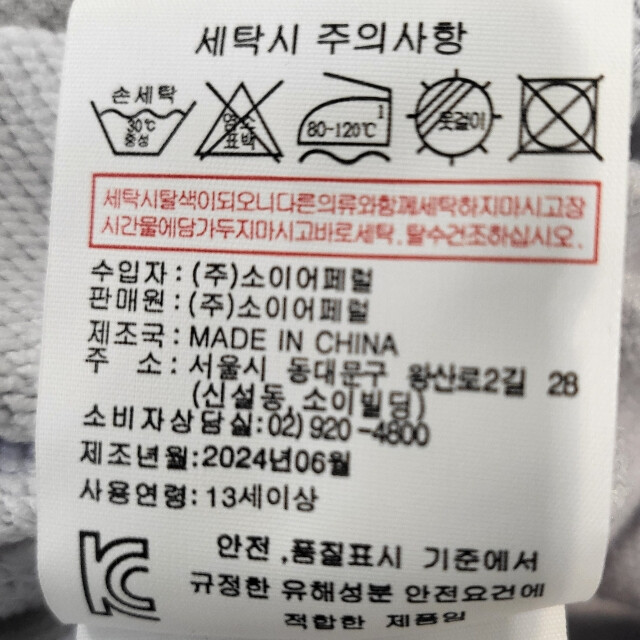 세탁시 주의사항
손세탁
30℃
중성
염소
표백
1
80-120℃
옷걸이
세탁시탈색이되오니다른의류와함께세탁하지마시고장
시간물에담가두지마시고바로세탁.탈수건조하십시오.
수입자 : (주)소이어페럴
판매원 : (주)소이어페럴
제조국 : MADE IN CHINA
주 소 : 서울시 동대문구 왕산로2길 28
(신설동,소이빌딩)
소비자상담실:02) 920-4800
제조년월:2024년06월
사용연령:13세이상
안전,품질표시 기준에서
규정한 유해성분 안전요건에
적합한 제품임